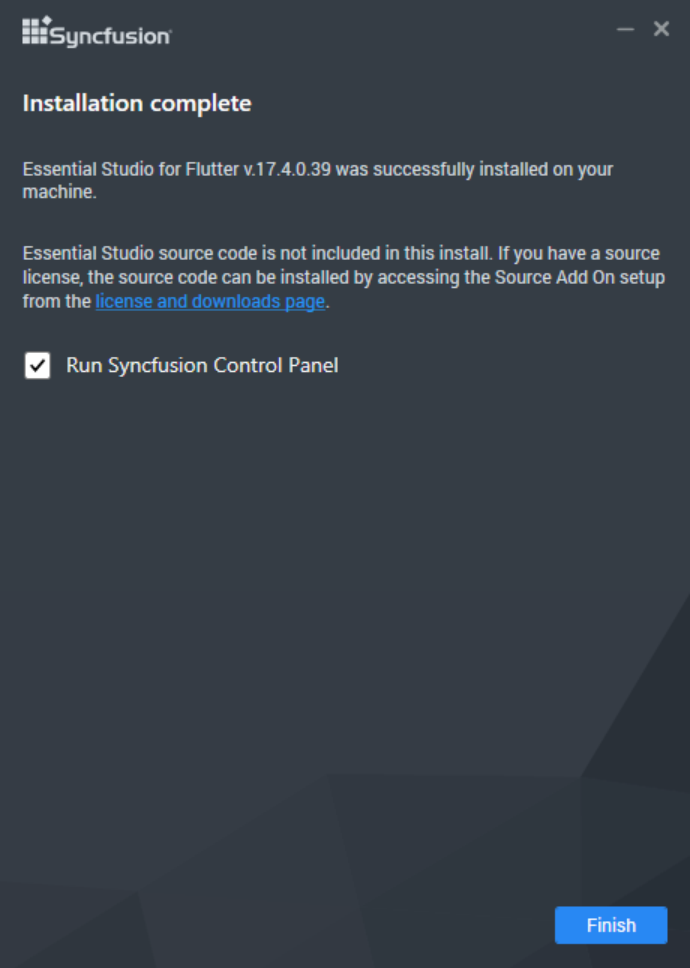 Syncfusion
Installation complete
Essential Studio for Flutter v.17.4.0.39 was successfully installed on your
machine.
Essential Studio source code is not included in this install. If you have a source
license, the source code can be installed by accessing the Source Add On setup
from the license and downloads page.
Run Syncfusion Control Panel
Finish